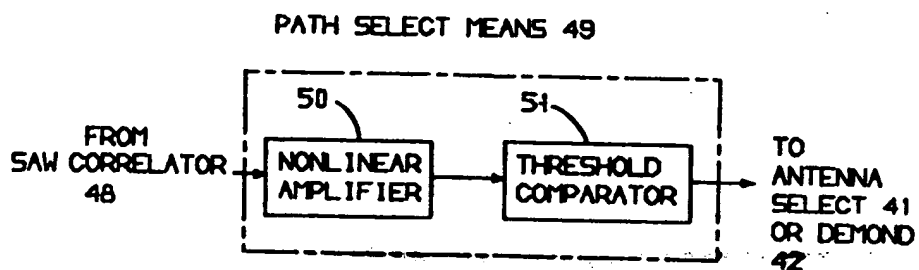 PATH SELECT MEANS 49
50
51
FROM
SAW CORRELATOR
48
NONLINEAR
AMPLIFIER
THRESHOLD
COMPARATOR
TO
ANTENNA
SELECT 41
OR DEMOND
42